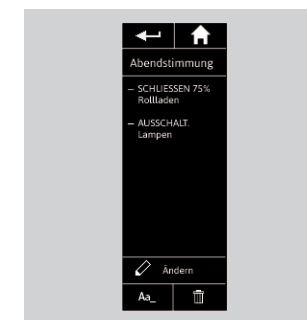 Abendstimmung
– SCHLIESSEN 75%
Rollladen
– AUSSCHALT.
Lampen
Ändern
Aa_